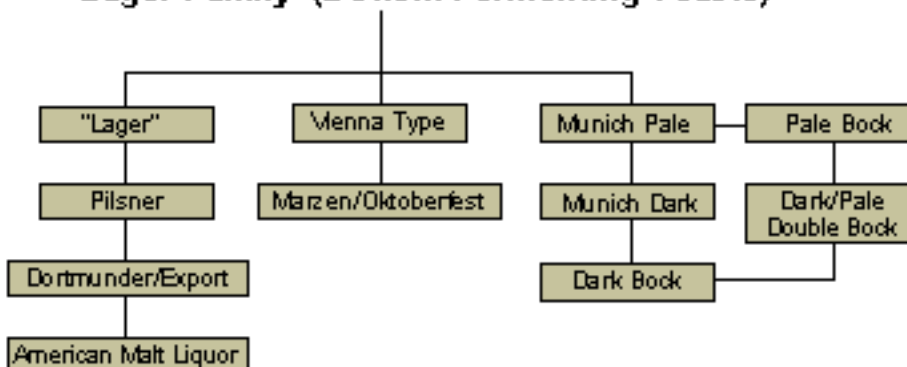 "Lager"
Vienna Type
Munich Pale
Pale Bock
Pilsner
Marzen/Oktoberfest
Munich Dark
Dark/Pale
Double Bock
Dortmunder/Export
Dark Bock
American Malt Liquor